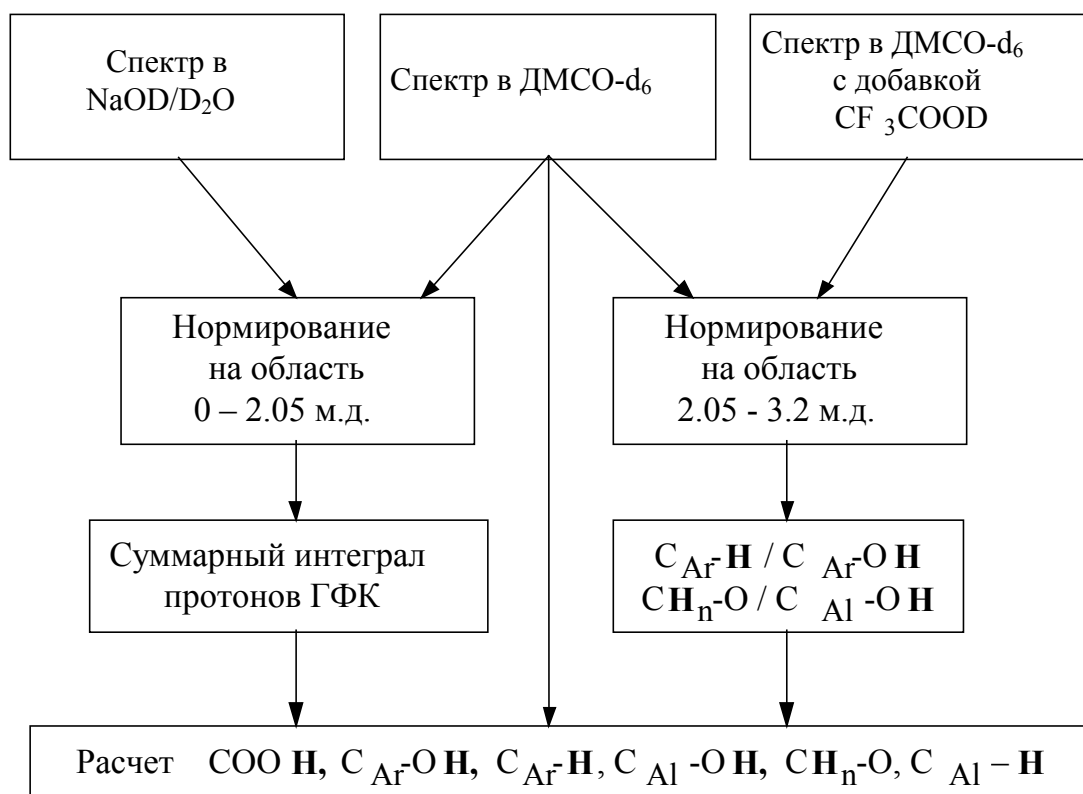 Спектр в
NaOD/D₂O
Спектр в ДМСО-d₆
Спектр в ДМСО-d₆
с добавкой
CF ₃COOD
Нормирование
на область
0 – 2.05 м.д.
Нормирование
на область
2.05 - 3.2 м.д.
Суммарный интеграл
протонов ГФК
C Ar-H / C Ar-O H
CHn-O / C Al -O H
Расчет COO H, C Ar-O H, C Ar-H, C Al -O H, CHn-O, C Al – H